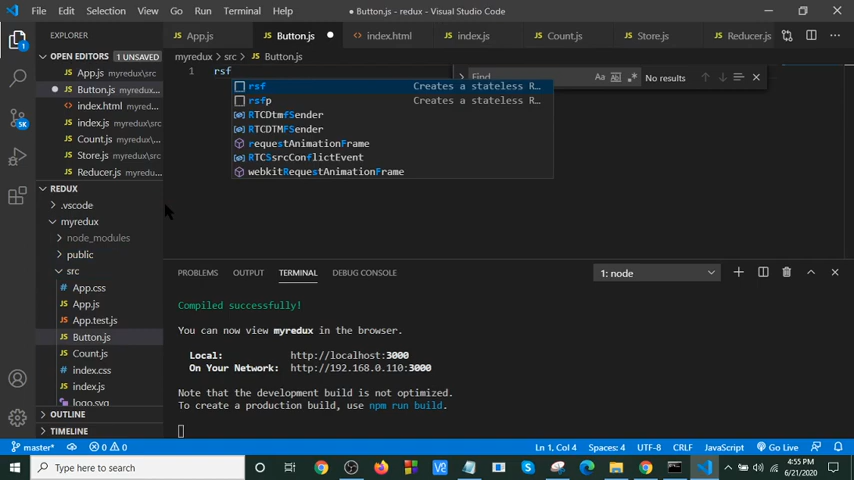 File Edit Selection View Go Run Terminal Help ● Button.js - redux - Visual Studio Code
EXPLORER
App.js Button.js ● index.html index.js Count.js Store.js Reducer.js
OPEN EDITORS 1 UNSAVED
myredux > src > Button.js
App.js myredux\src
1 rsf
Find Aa Ab| .* No results
● Button.js myredux...
rsf Creates a stateless R...
rsfp Creates a stateless R...
index.html myred...
RTCDtmfSender
index.js myredux\src
RTCDTMFSender
Count.js myredux\...
requestAnimationFrame
Store.js myredux\src
RTCSsrcConflictEvent
Reducer.js myredu...
webkitRequestAnimationFrame
REDUX
.vscode
myredux
node_modules
public
src
App.css
App.js
App.test.js
Button.js
Count.js
index.css
index.js
logo.svg
OUTLINE
TIMELINE
PROBLEMS OUTPUT TERMINAL DEBUG CONSOLE 1: node
Compiled successfully!
You can now view myredux in the browser.
Local: http://localhost:3000
On Your Network: http://192.168.0.110:3000
Note that the development build is not optimized.
To create a production build, use npm run build.
master* 0 0 Ln 1, Col 4 Spaces: 4 UTF-8 CRLF JavaScript Go Live
Type here to search
4:55 PM
6/21/2020